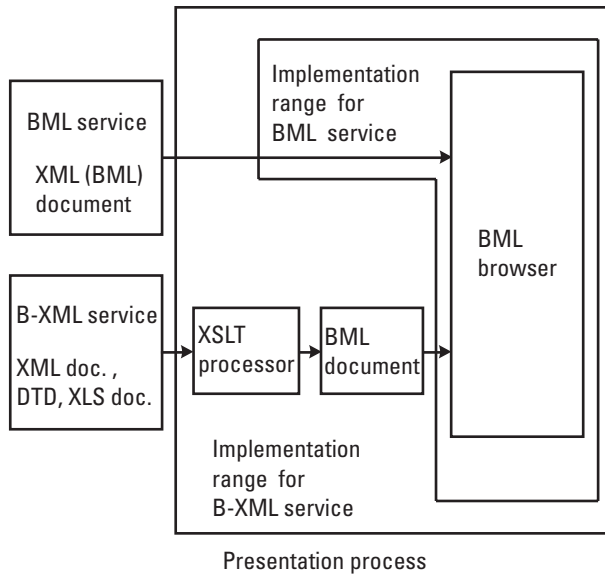 Implementation
range for
BML service
BML service
XML (BML)
document
BML
browser
B-XML service
XML doc. ,
DTD, XLS doc.
XSLT
processor
BML
document
Implementation
range for
B-XML service
Presentation process